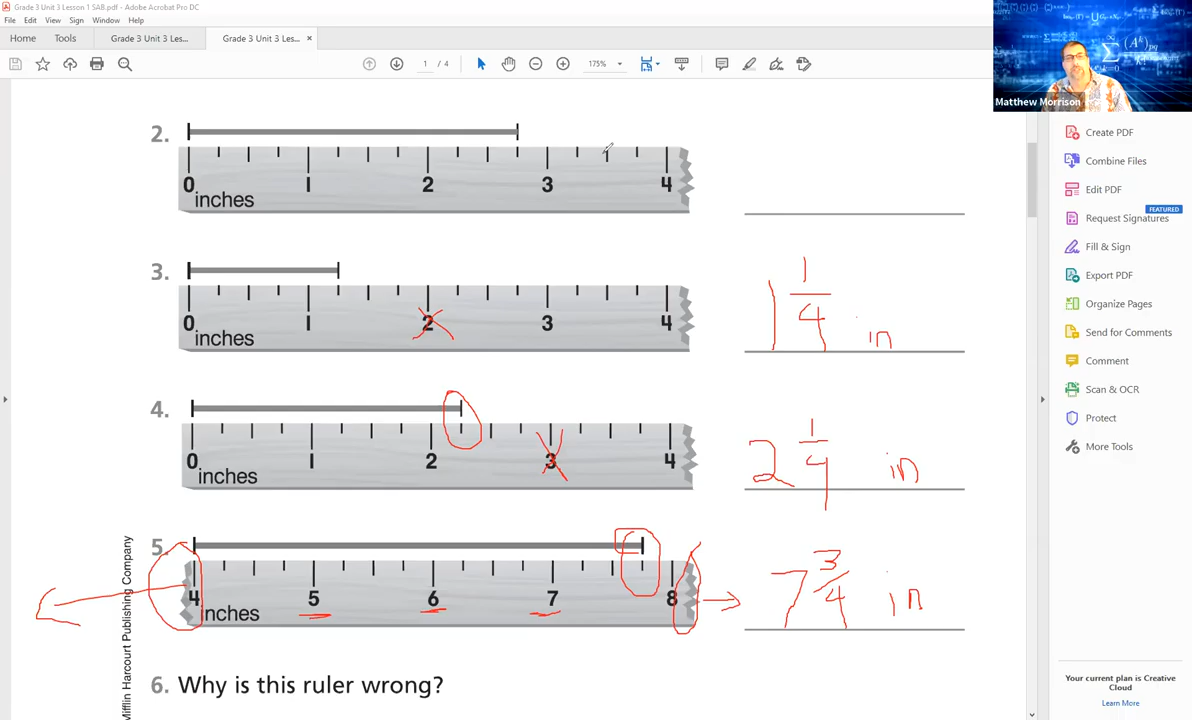 Grade 3 Unit 3 Lesson 1 SAB.pdf - Adobe Acrobat Pro DC
File Edit View Sign Window Help
Home Tools Grade 3 Unit 3 Les... Grade 3 Unit 3 Les... ×
1 / 4 175%
Matthew Morrison
2.
0 1 2 3 4
inches
3.
0 1 2 3 4
inches
1 1/4 in
4.
0 1 2 3 4
inches
2 1/4 in
5.
4 5 6 7 8
inches
7 3/4 in
6. Why is this ruler wrong?
Mifflin Harcourt Publishing Company
Create PDF
Combine Files
Edit PDF
FEATURED
Request Signatures
Fill & Sign
Export PDF
Organize Pages
Send for Comments
Comment
Scan & OCR
Protect
More Tools
Your current plan is Creative
Cloud
Learn More